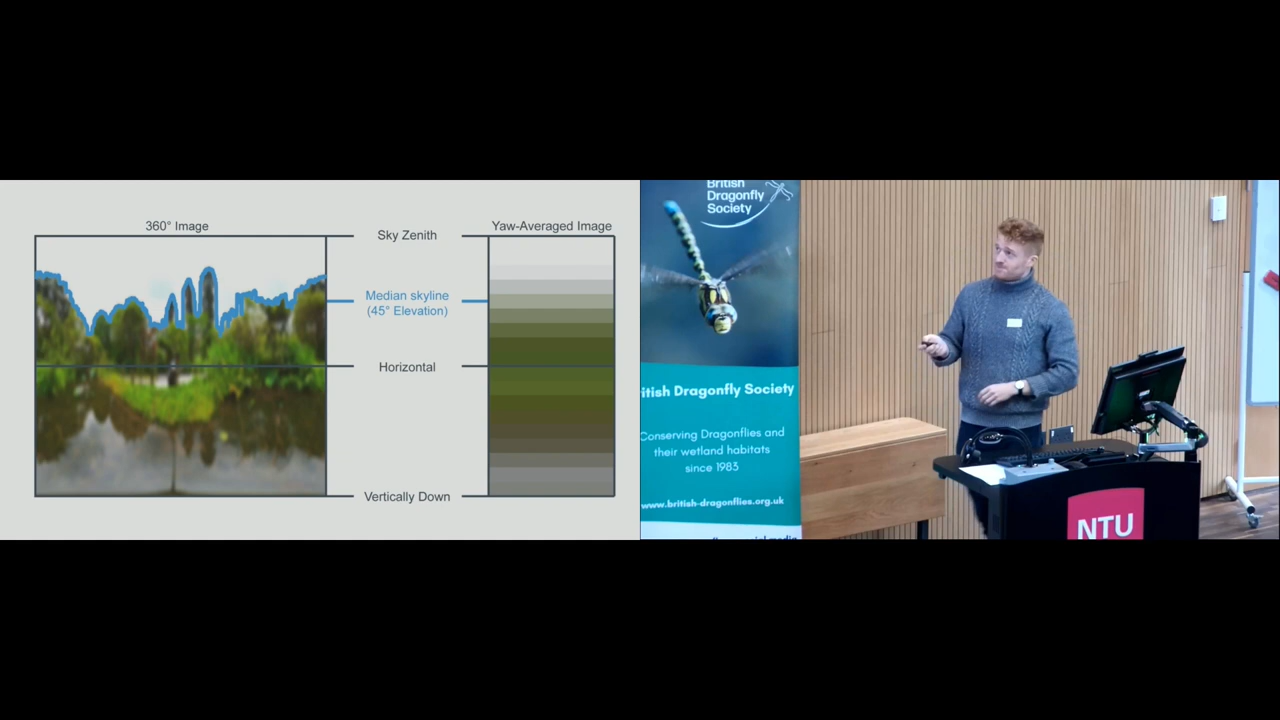 360° Image
Sky Zenith
Yaw-Averaged Image
Median skyline
(45° Elevation)
Horizontal
Vertically Down
British
Dragonfly
Society
itish Dragonfly Society
Conserving Dragonflies and
their wetland habitats
since 1983
www.british-dragonflies.org.uk
NTU